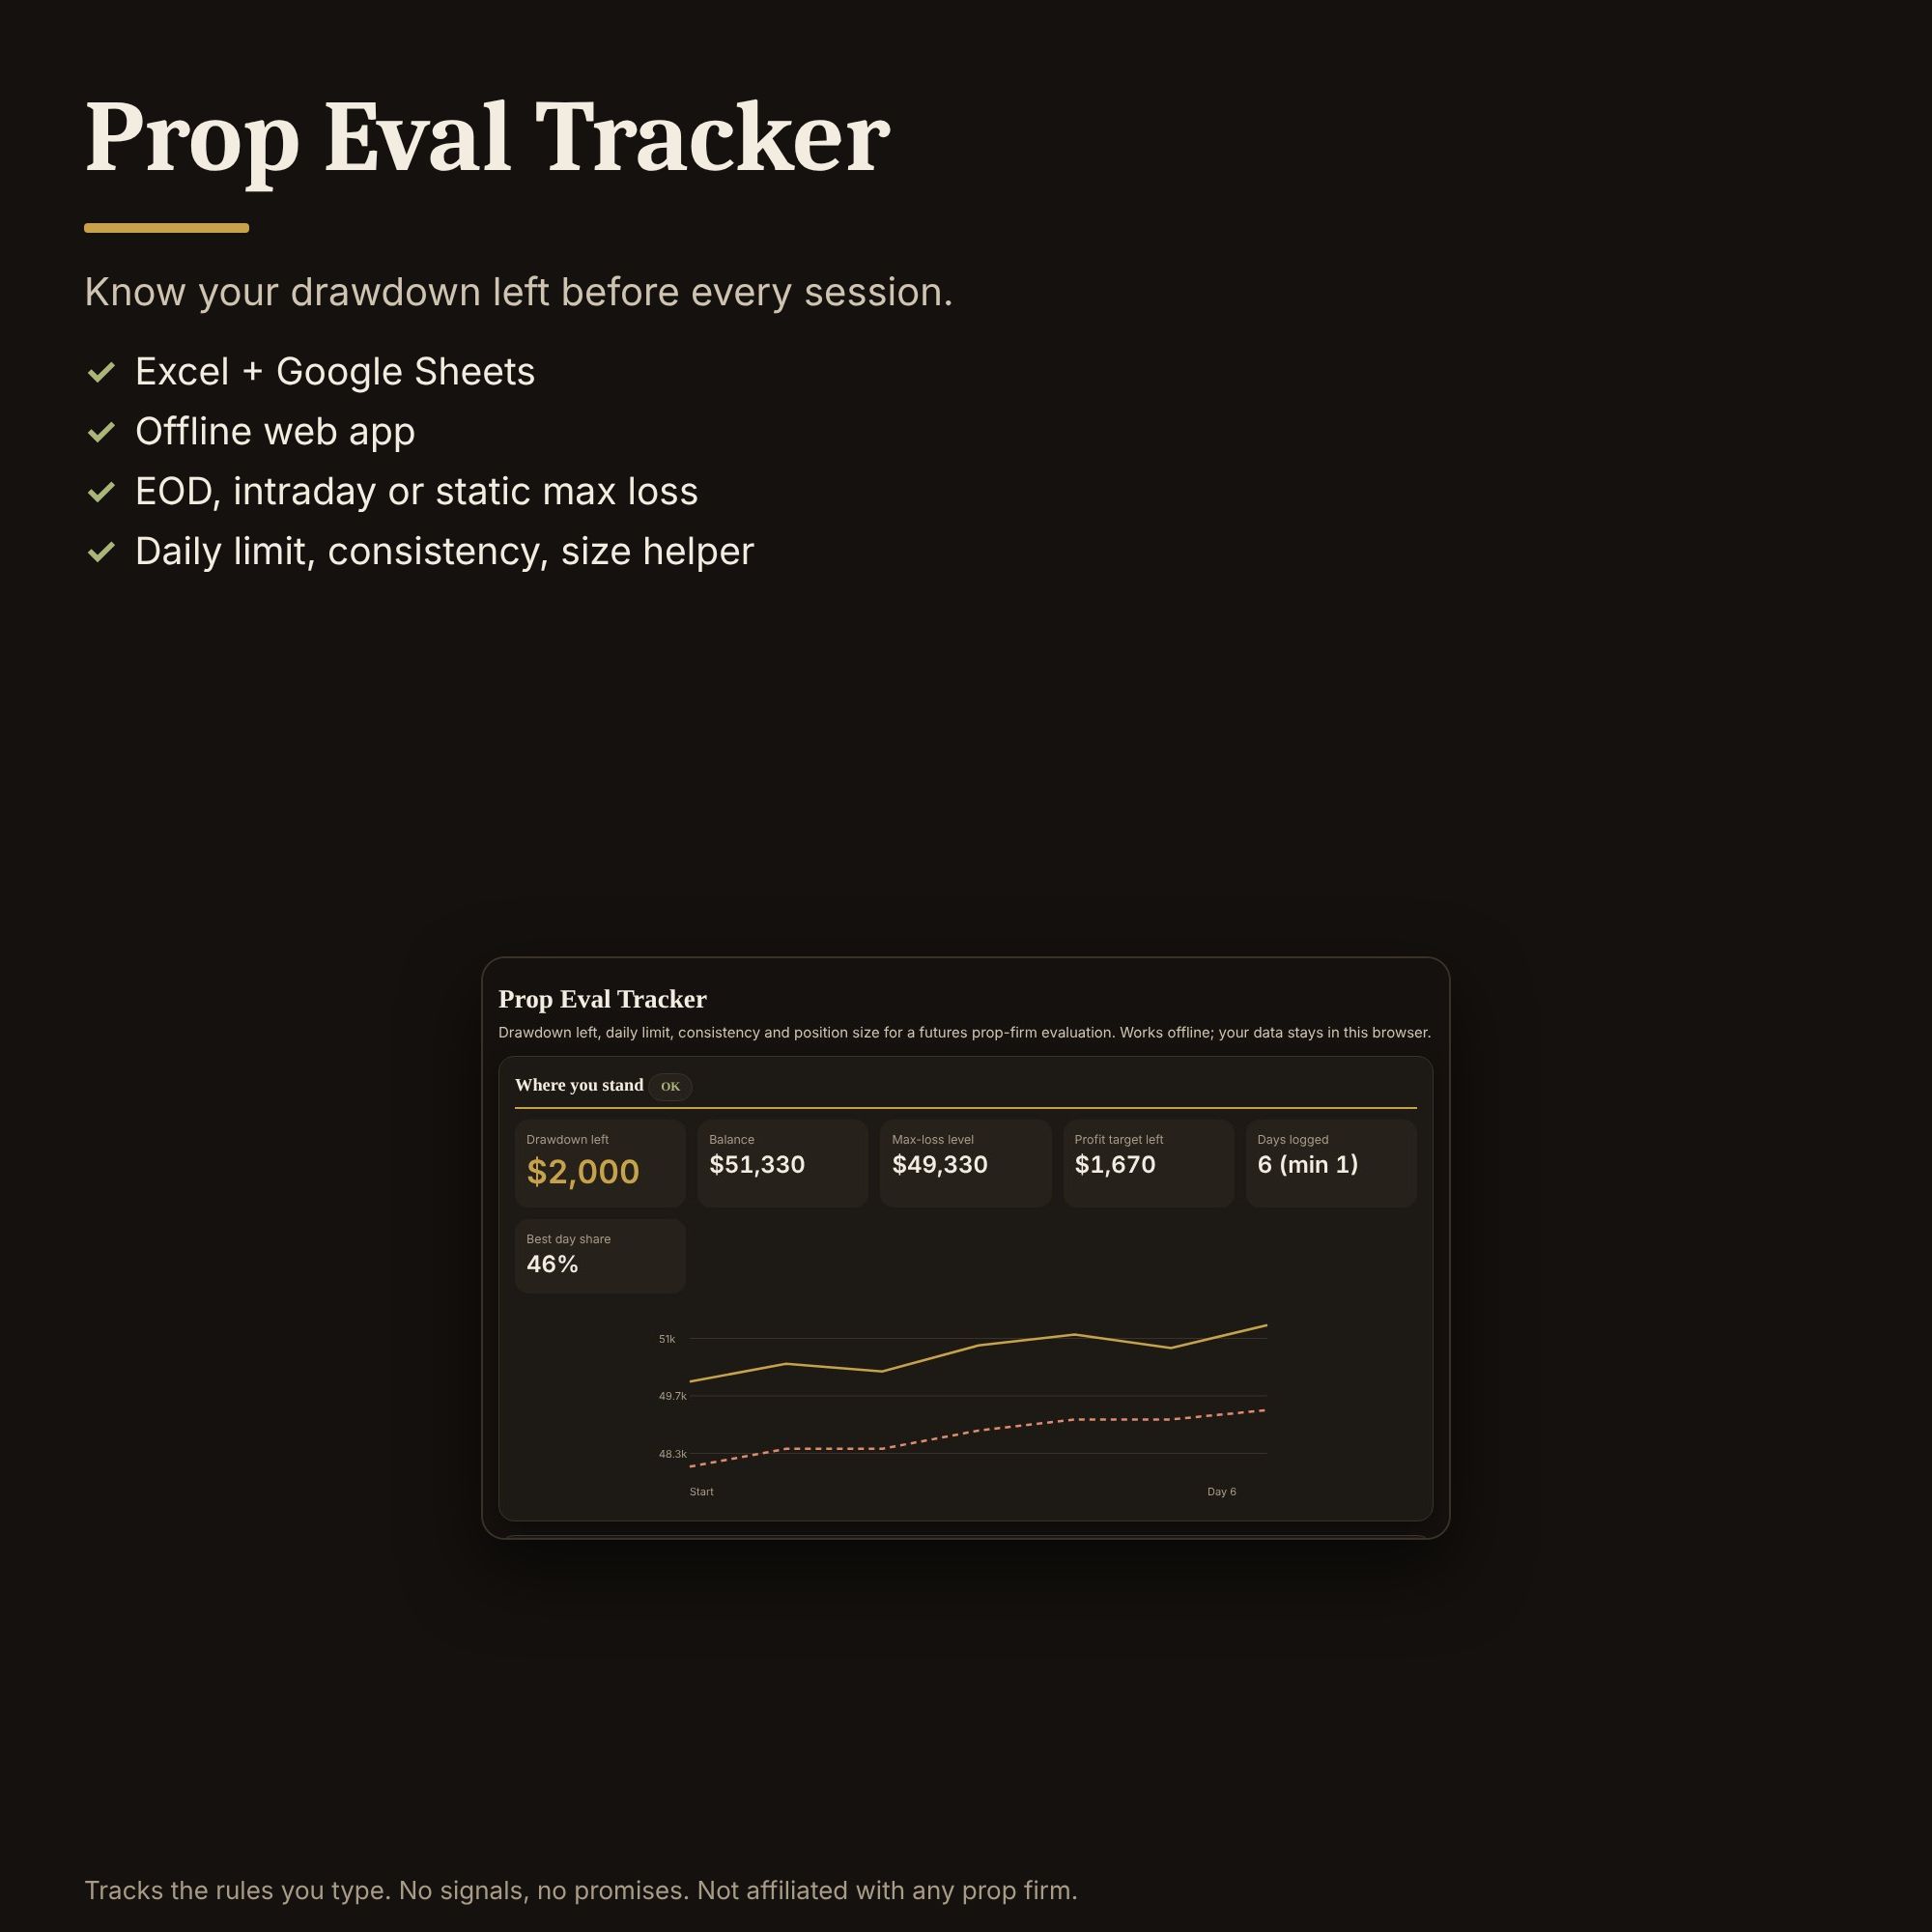 Prop Eval Tracker
Know your drawdown left before every session.
Excel + Google Sheets
Offline web app
EOD, intraday or static max loss
Daily limit, consistency, size helper
Prop Eval Tracker
Drawdown left, daily limit, consistency and position size for a futures prop-firm evaluation. Works offline; your data stays in this browser.
Where you stand OK
Drawdown left
$2,000
Balance
$51,330
Max-loss level
$49,330
Profit target left
$1,670
Days logged
6 (min 1)
Best day share
46%
51k
49.7k
48.3k
Start Day 6
Tracks the rules you type. No signals, no promises. Not affiliated with any prop firm.